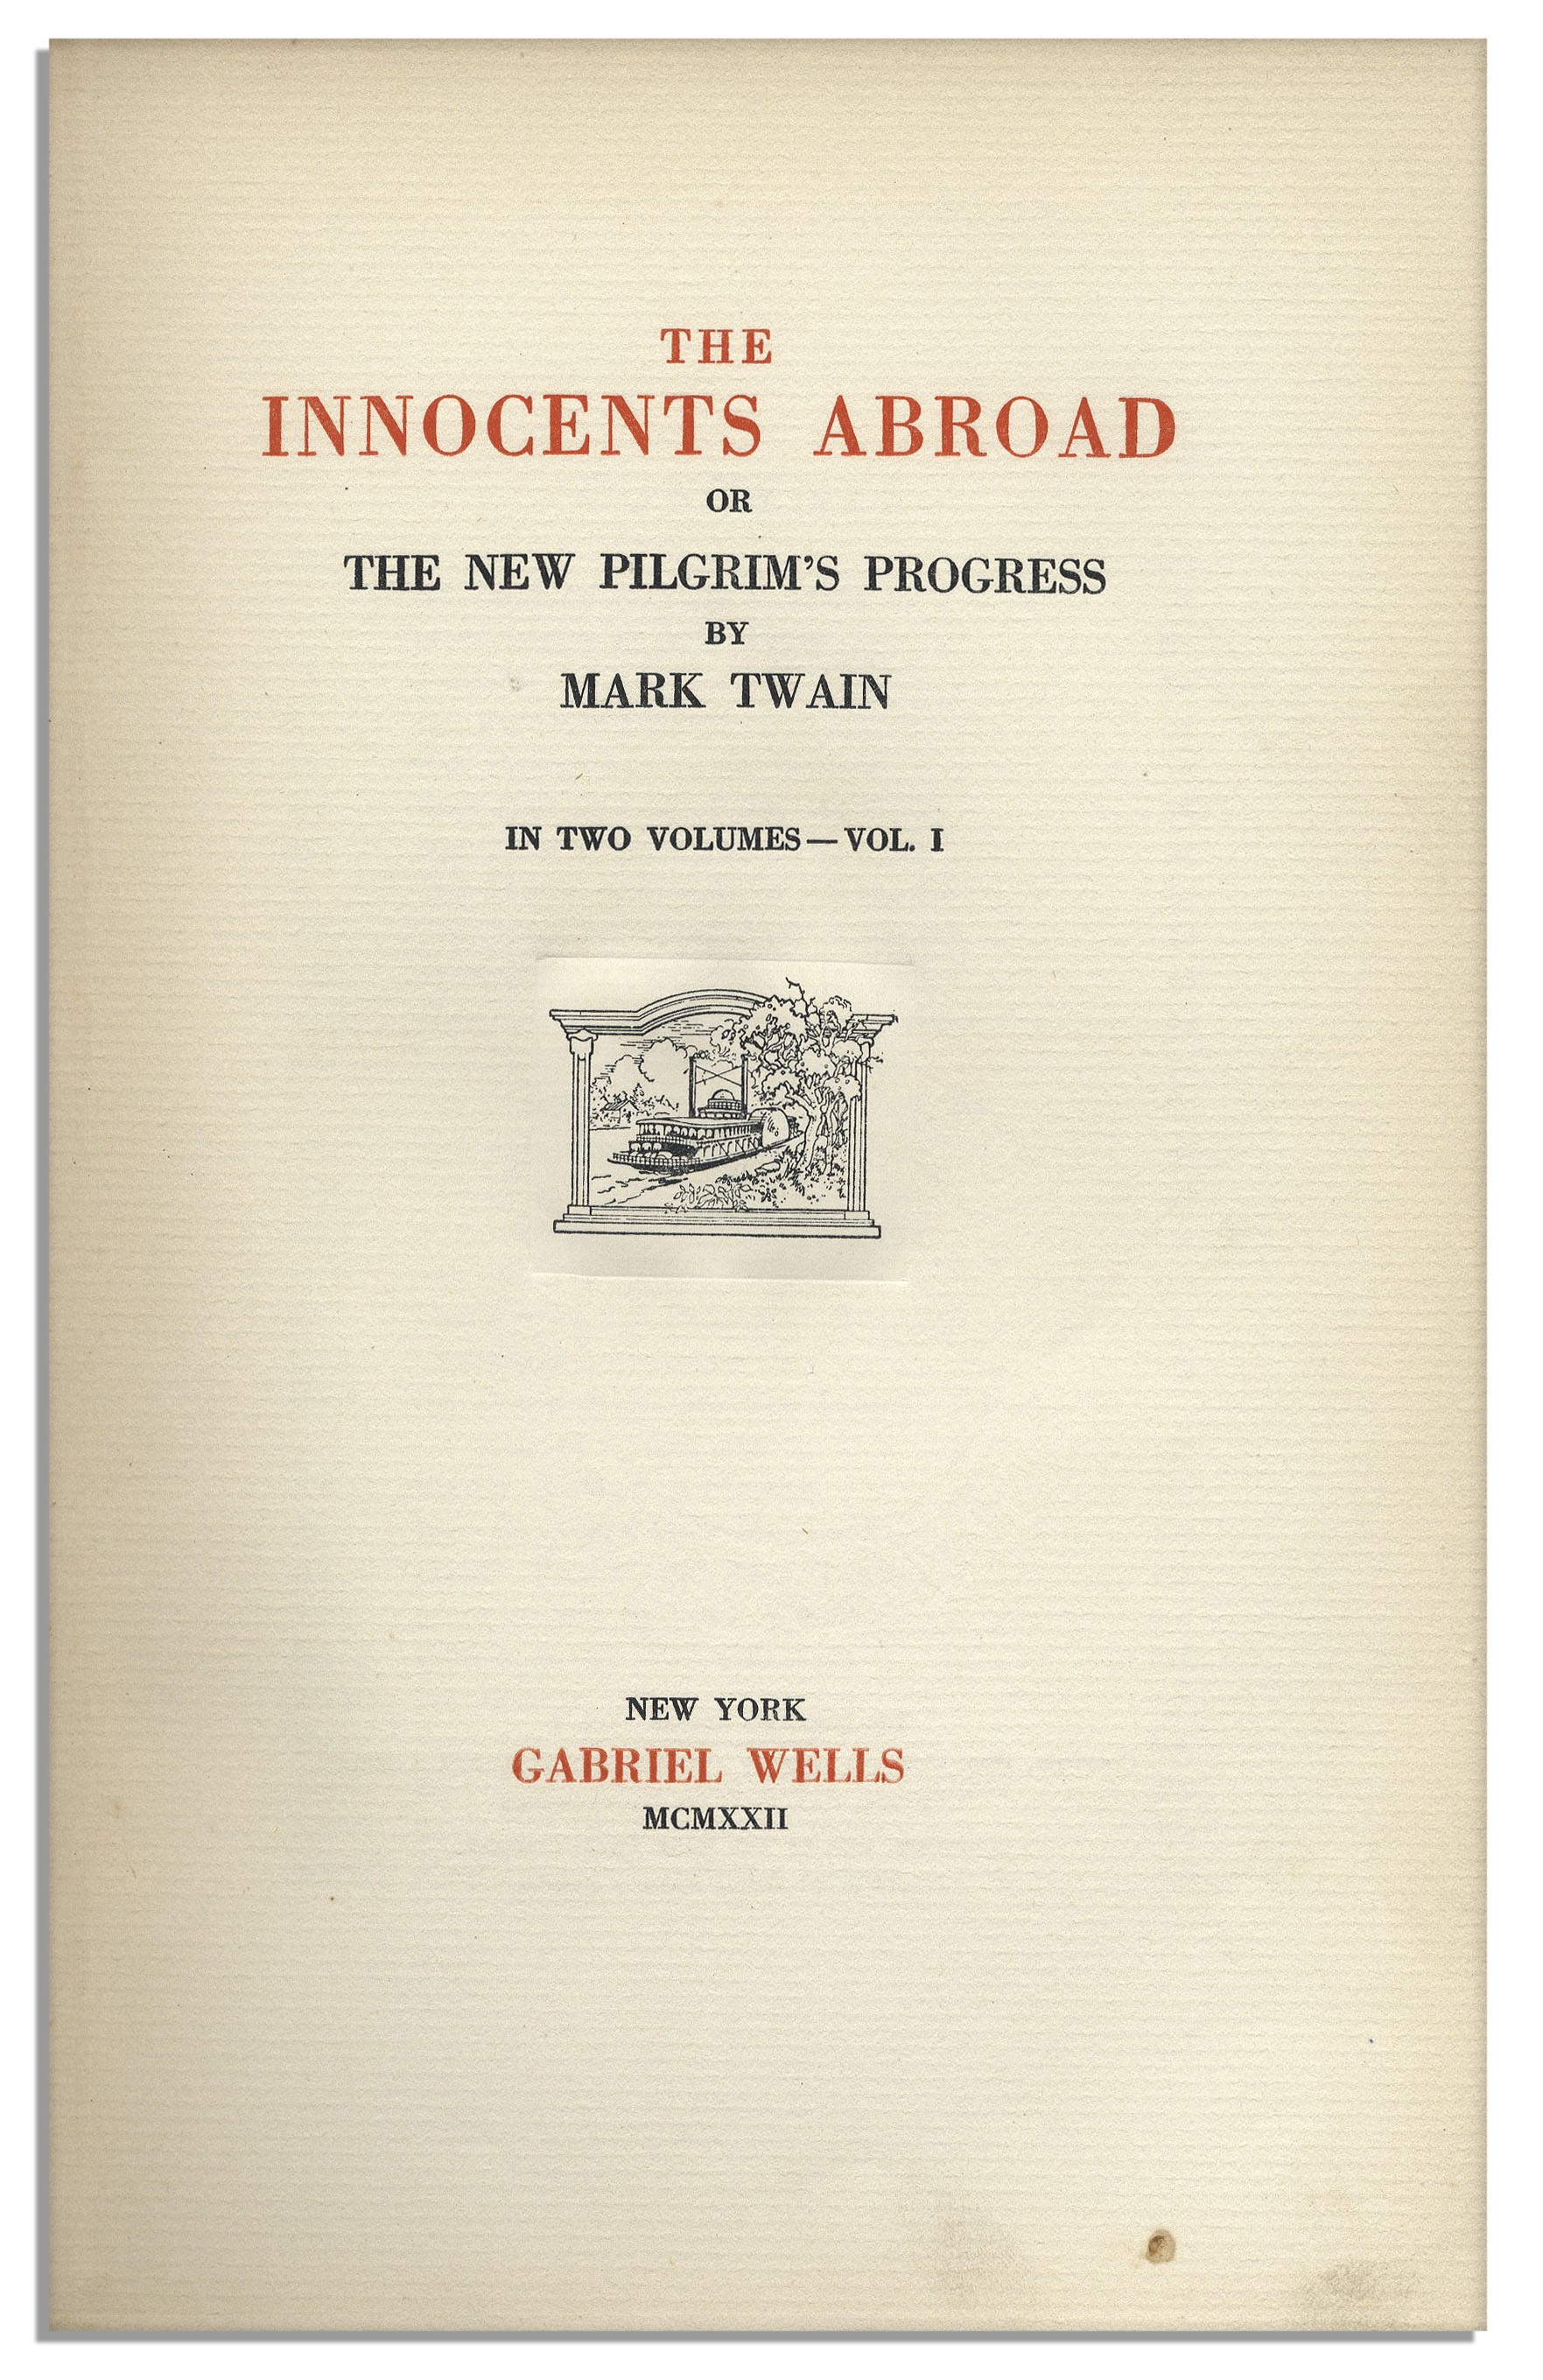 THE
INNOCENTS ABROAD
OR
THE NEW PILGRIM'S PROGRESS
BY
MARK TWAIN
IN TWO VOLUMES—VOL. I
NEW YORK
GABRIEL WELLS
MCMXXII